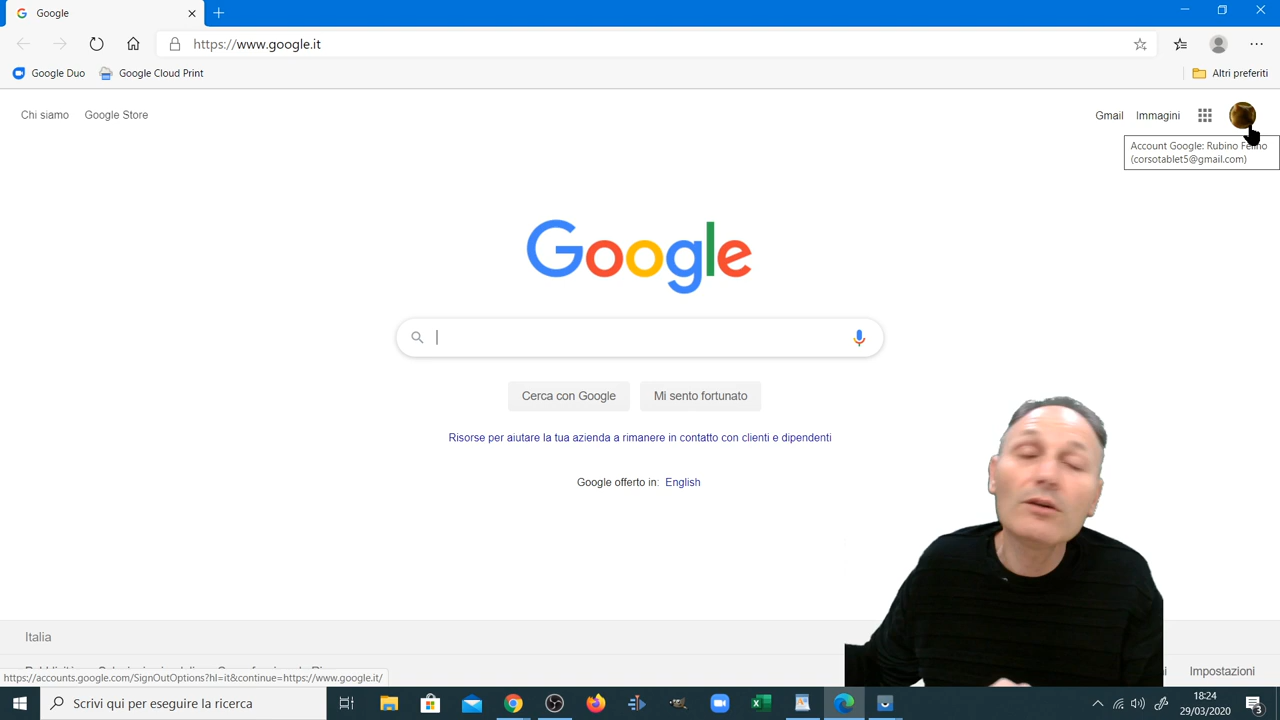 Google
https://www.google.it
Google Duo
Google Cloud Print
Altri preferiti
Chi siamo
Google Store
Gmail
Immagini
Account Google: Rubino Felino
(corsotablet5@gmail.com)
Google
Cerca con Google
Mi sento fortunato
Risorse per aiutare la tua azienda a rimanere in contatto con clienti e dipendenti
Google offerto in: English
Italia
Impostazioni
https://accounts.google.com/SignOutOptions?hl=it&continue=https://www.google.it/
Scrivi qui per eseguire la ricerca
18:24
29/03/2020
3